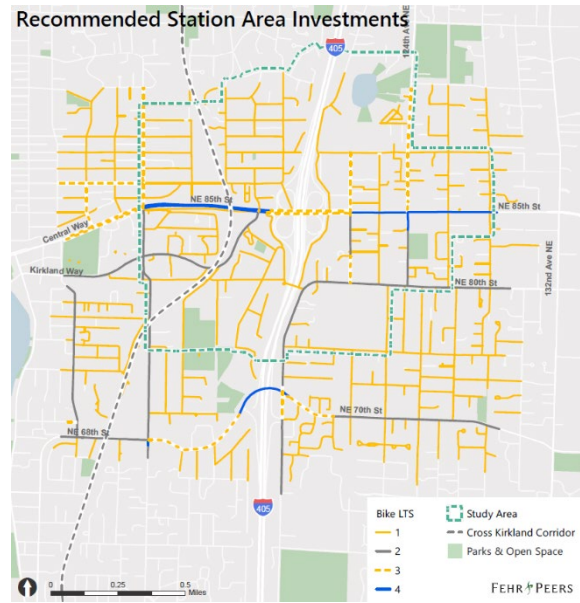 Recommended Station Area Investments
405
124th Ave NE
NE 85th St
NE 85th St
Central Way
Kirkland Way
132nd Ave NE
NE 80th St
NE 70th St
NE 68th St
405
Bike LTS
1
2
3
4
Study Area
Cross Kirkland Corridor
Parks & Open Space
0 0.25 0.5
Miles
FEHR PEERS